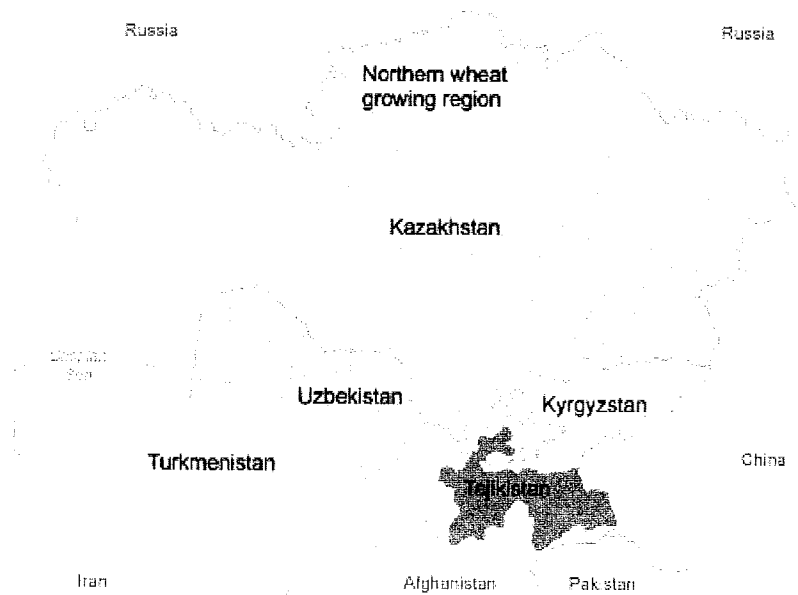 Russia
Russia
Northern wheat
growing region
Kazakhstan
Uzbekistan
Kyrgyzstan
Turkmenistan
China
Tajikistan
Iran
Afghanistan
Pakistan